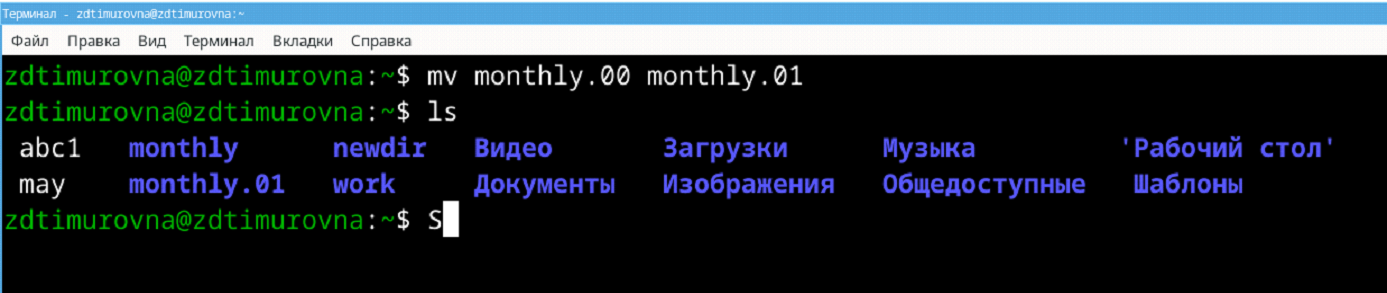 Терминал - zdtimurovna@zdtimurovna:~
Файл Правка Вид Терминал Вкладки Справка
zdtimurovna@zdtimurovna:~$ mv monthly.00 monthly.01
zdtimurovna@zdtimurovna:~$ ls
abc1 monthly newdir Видео Загрузки Музыка 'Рабочий стол'
may monthly.01 work Документы Изображения Общедоступные Шаблоны
zdtimurovna@zdtimurovna:~$ S